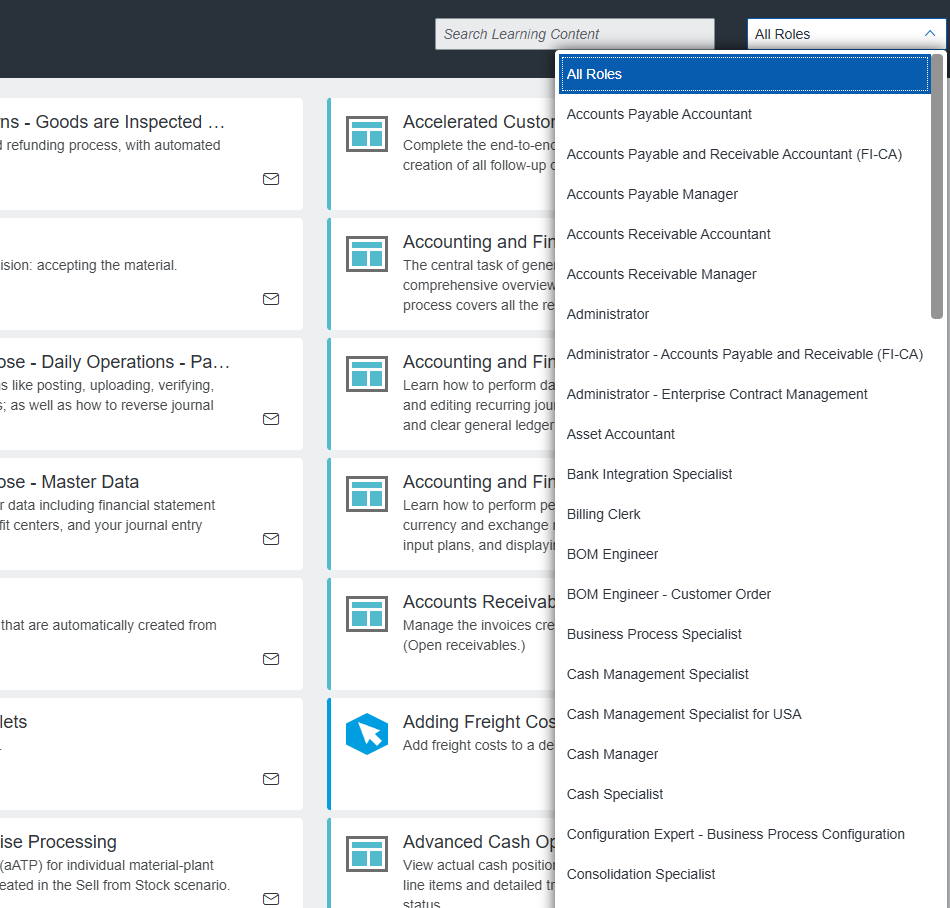 Search Learning Content
All Roles
rns - Goods are Inspected …
d refunding process, with automated
ision: accepting the material.
ose - Daily Operations - Pa…
s like posting, uploading, verifying,
s; as well as how to reverse journal
ose - Master Data
r data including financial statement
fit centers, and your journal entry
that are automatically created from
lets
.
ise Processing
(aATP) for individual material-plant
eated in the Sell from Stock scenario.
Accelerated Custor
Complete the end-to-end
creation of all follow-up o
Accounting and Fin
The central task of gene
comprehensive overview
process covers all the re
Accounting and Fin
Learn how to perform da
and editing recurring jou
and clear general ledger
Accounting and Fin
Learn how to perform pe
currency and exchange r
input plans, and displayi
Accounts Receivab
Manage the invoices cre
(Open receivables.)
Adding Freight Cos
Add freight costs to a de
Advanced Cash Op
View actual cash position
line items and detailed tr
status.
All Roles
Accounts Payable Accountant
Accounts Payable and Receivable Accountant (FI-CA)
Accounts Payable Manager
Accounts Receivable Accountant
Accounts Receivable Manager
Administrator
Administrator - Accounts Payable and Receivable (FI-CA)
Administrator - Enterprise Contract Management
Asset Accountant
Bank Integration Specialist
Billing Clerk
BOM Engineer
BOM Engineer - Customer Order
Business Process Specialist
Cash Management Specialist
Cash Management Specialist for USA
Cash Manager
Cash Specialist
Configuration Expert - Business Process Configuration
Consolidation Specialist